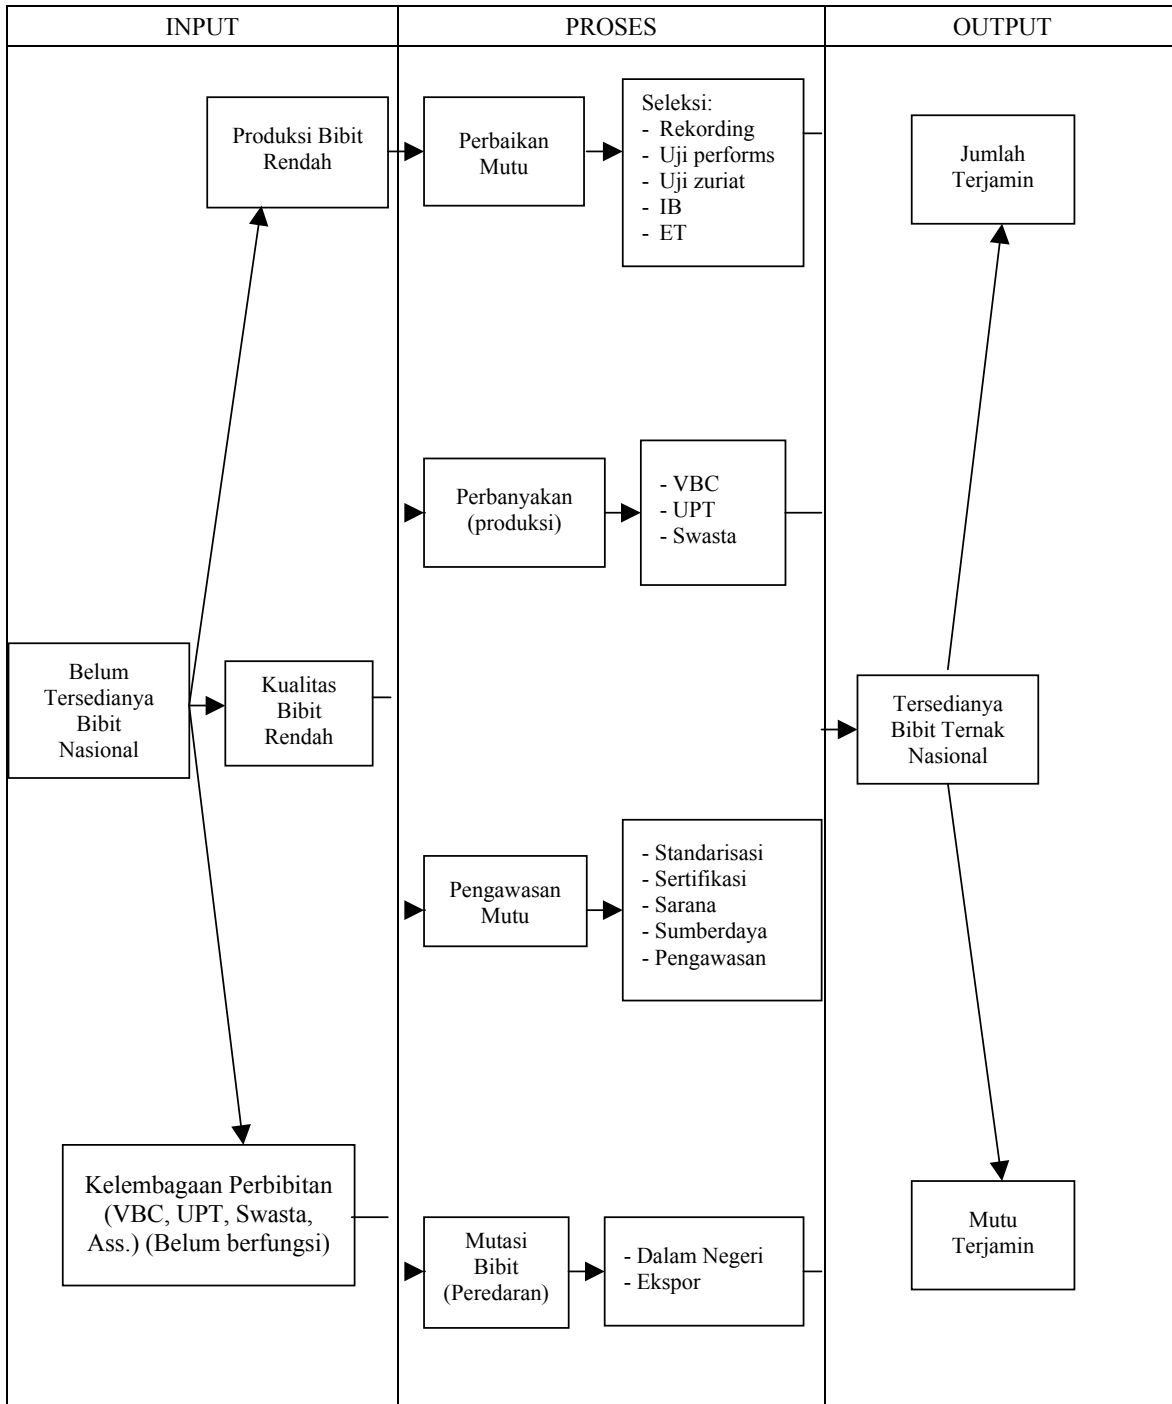 INPUT
PROSES
OUTPUT
Produksi Bibit
Rendah
Perbaikan
Mutu
Seleksi:
- Rekording
- Uji performs
- Uji zuriat
- IB
- ET
Jumlah
Terjamin
Perbanyakan
(produksi)
- VBC
- UPT
- Swasta
Belum
Tersedianya
Bibit
Nasional
Kualitas
Bibit
Rendah
Tersedianya
Bibit Ternak
Nasional
Pengawasan
Mutu
- Standarisasi
- Sertifikasi
- Sarana
- Sumberdaya
- Pengawasan
Kelembagaan Perbibitan
(VBC, UPT, Swasta,
Ass.) (Belum berfungsi)
Mutasi
Bibit
(Peredaran)
- Dalam Negeri
- Ekspor
Mutu
Terjamin